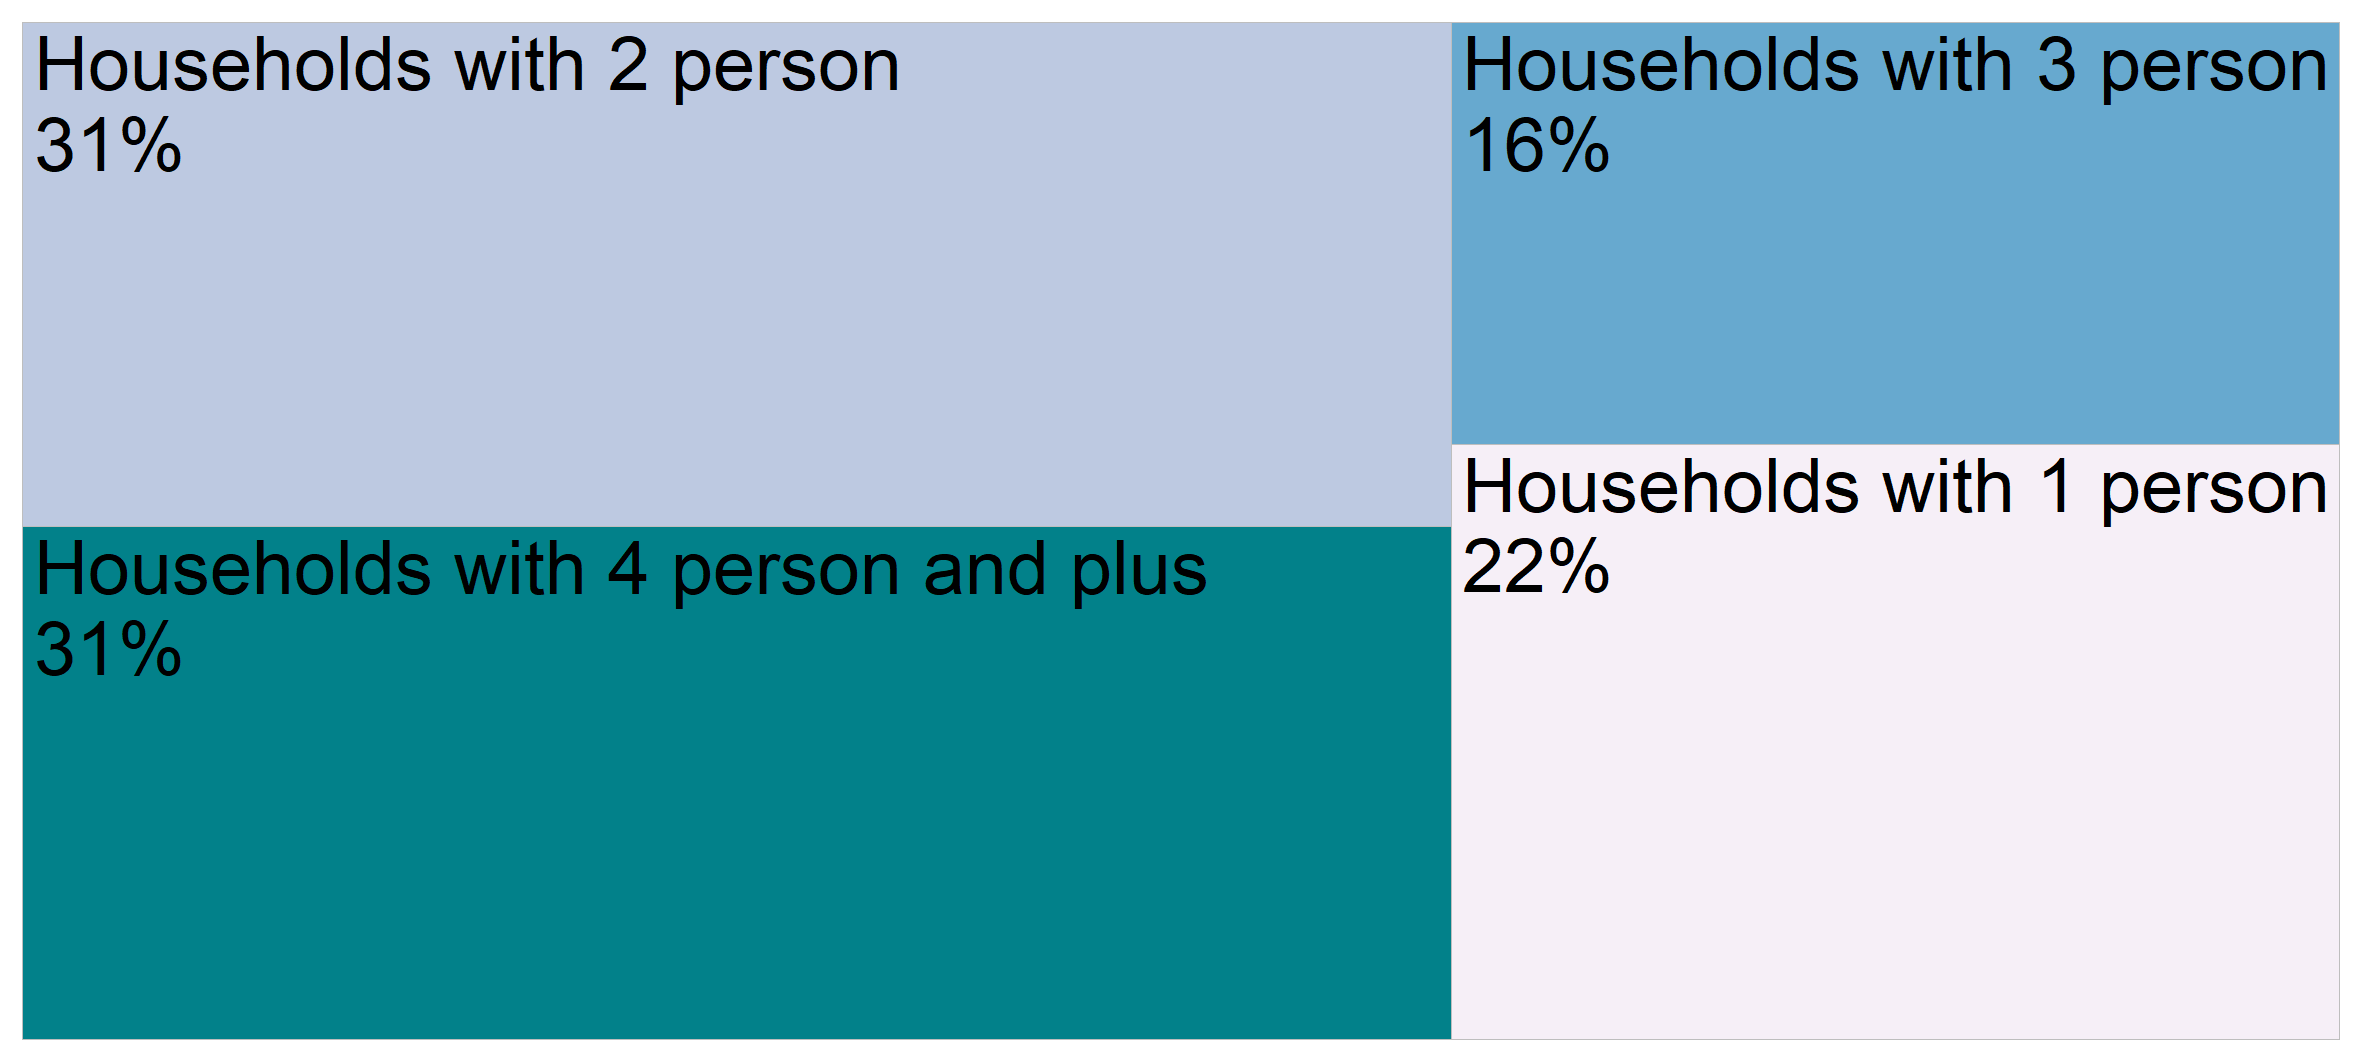 Households with 2 person
31%
Households with 3 person
16%
Households with 4 person and plus
31%
Households with 1 person
22%